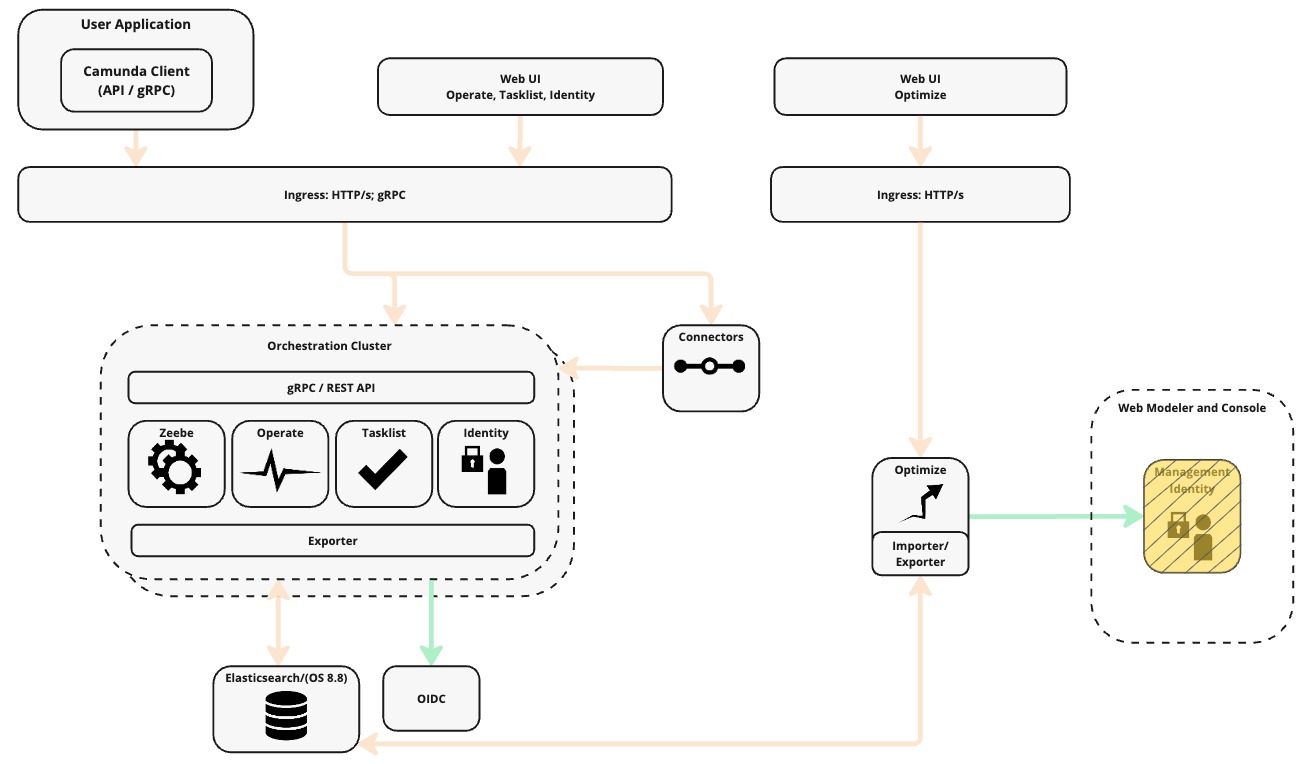 User Application
Camunda Client
(API / gRPC)
Web UI
Operate, Tasklist, Identity
Web UI
Optimize
Ingress: HTTP/s; gRPC
Ingress: HTTP/s
Orchestration Cluster
gRPC / REST API
Zeebe
Operate
Tasklist
Identity
Exporter
Connectors
Optimize
Importer/
Exporter
Web Modeler and Console
Management
Identity
Elasticsearch/(OS 8.8)
OIDC